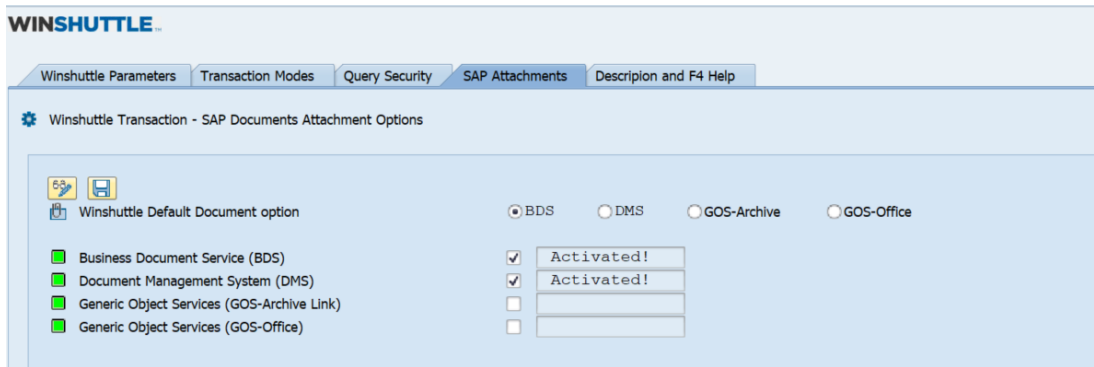 WINSHUTTLE
Winshuttle Parameters Transaction Modes Query Security SAP Attachments Descripion and F4 Help
Winshuttle Transaction - SAP Documents Attachment Options
Winshuttle Default Document option BDS DMS GOS-Archive GOS-Office
Business Document Service (BDS) Activated!
Document Management System (DMS) Activated!
Generic Object Services (GOS-Archive Link)
Generic Object Services (GOS-Office)